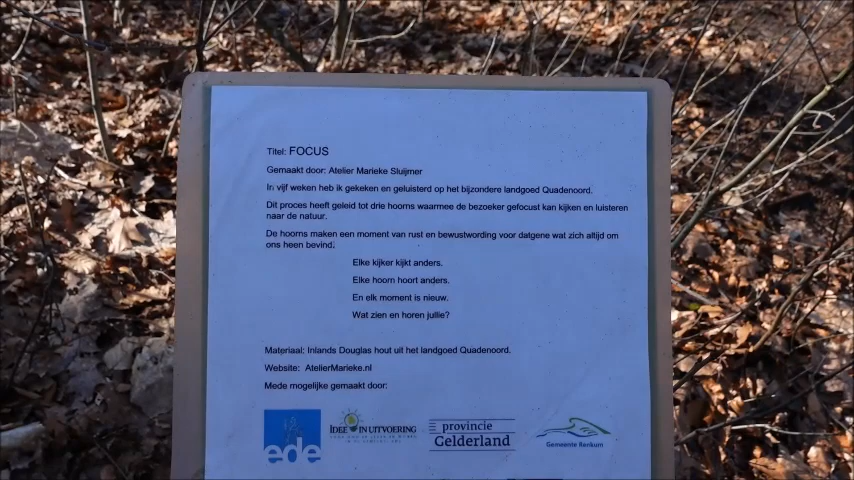 Titel: FOCUS
Gemaakt door: Atelier Marieke Sluijmer
In vijf weken heb ik gekeken en geluisterd op het bijzondere landgoed Quadenoord.
Dit proces heeft geleid tot drie hoorns waarmee de bezoeker gefocust kan kijken en luisteren
naar de natuur.
De hoorns maken een moment van rust en bewustwording voor datgene wat zich altijd om
ons heen bevind.
Elke kijker kijkt anders.
Elke hoorn hoort anders.
En elk moment is nieuw.
Wat zien en horen jullie?
Materiaal: Inlands Douglas hout uit het landgoed Quadenoord.
Website: AtelierMarieke.nl
Mede mogelijke gemaakt door:
ede
IDEE IN UITVOERING
provincie
Gelderland
Gemeente Renkum